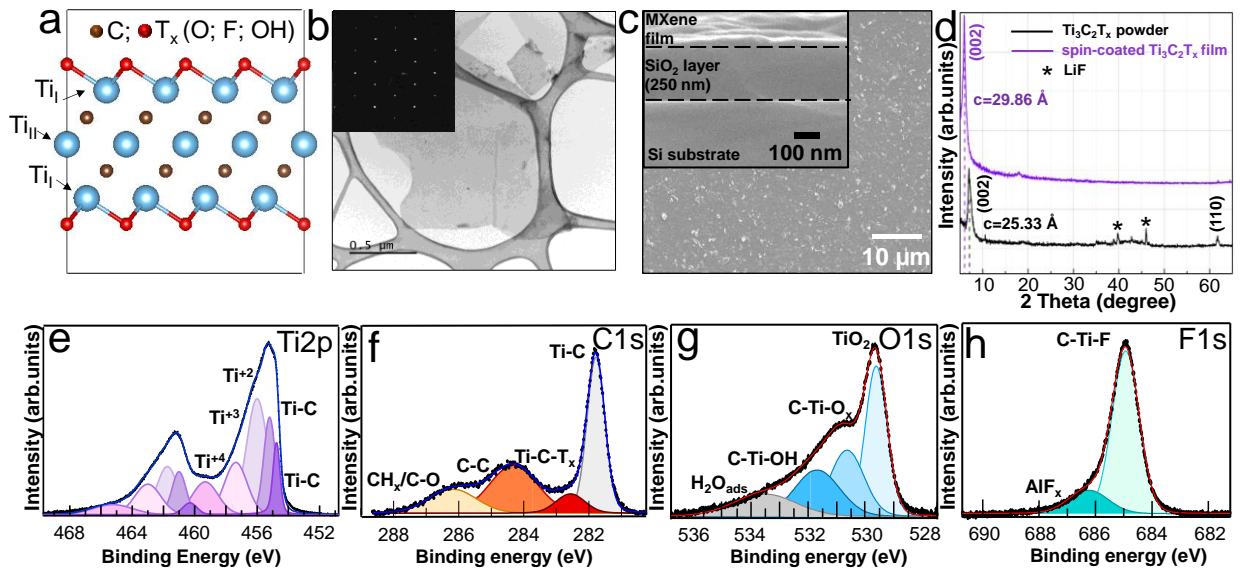 a
C; Tₓ (O; F; OH)
Ti_I
Ti_II
Ti_I
b
0.5 µm
c
MXene
film
SiO₂ layer
(250 nm)
Si substrate
100 nm
10 µm
d
Intensity (arb.units)
(002)
Ti₃C₂Tₓ powder
spin-coated Ti₃C₂Tₓ film
* LiF
c=29.86 Å
(002)
c=25.33 Å
*
*
(110)
10 20 30 40 50 60
2 Theta (degree)
e
Ti2p
Intensity (arb.units)
Ti⁺²
Ti⁺³
Ti⁺⁴
Ti-C
Ti-C
468 464 460 456 452
Binding Energy (eV)
f
C1s
Intensity (arb.units)
Ti-C
Ti-C-Tₓ
C-C
CHₓ/C-O
288 286 284 282
Binding energy (eV)
g
O1s
Intensity (arb.units)
TiO₂
C-Ti-Oₓ
C-Ti-OH
H₂O_ads
536 534 532 530 528
Binding energy (eV)
h
F1s
Intensity (arb.units)
C-Ti-F
AlFₓ
690 688 686 684 682
Binding energy (eV)